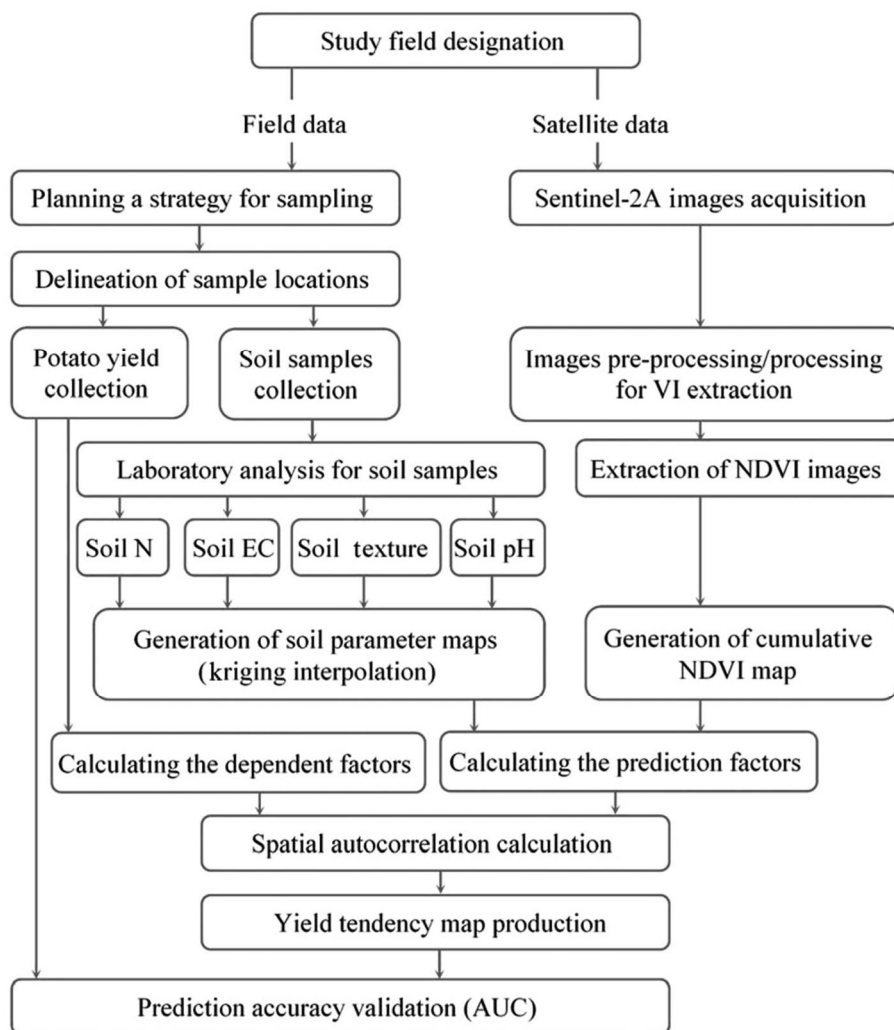 Study field designation
Field data
Satellite data
Planning a strategy for sampling
Sentinel-2A images acquisition
Delineation of sample locations
Potato yield
collection
Soil samples
collection
Images pre-processing/processing
for VI extraction
Laboratory analysis for soil samples
Extraction of NDVI images
Soil N
Soil EC
Soil texture
Soil pH
Generation of soil parameter maps
(kriging interpolation)
Generation of cumulative
NDVI map
Calculating the dependent factors
Calculating the prediction factors
Spatial autocorrelation calculation
Yield tendency map production
Prediction accuracy validation (AUC)